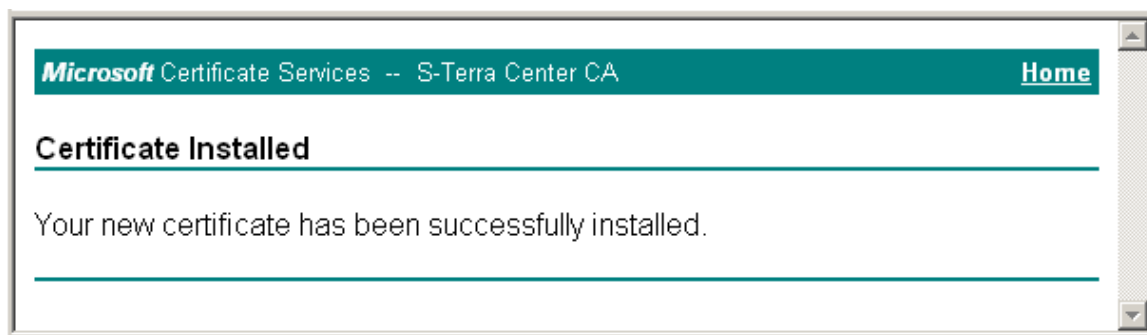 Microsoft Certificate Services -- S-Terra Center CA Home
Certificate Installed
Your new certificate has been successfully installed.